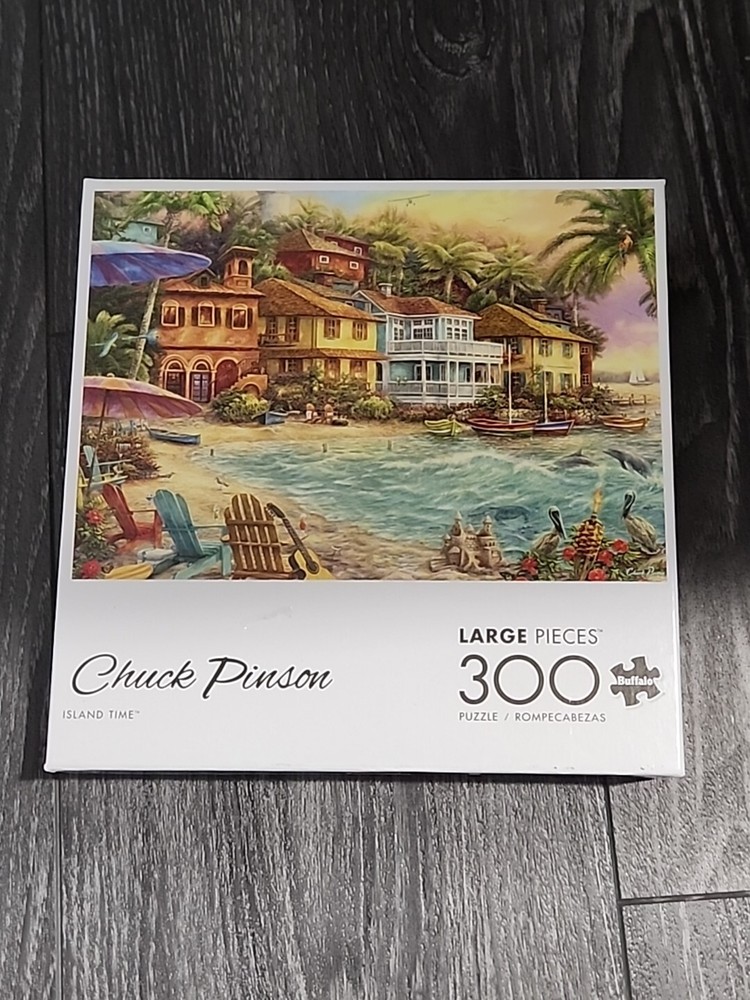 Chuck Pinson
ISLAND TIME™
LARGE PIECES™
300
Buffalo
PUZZLE / ROMPECABEZAS